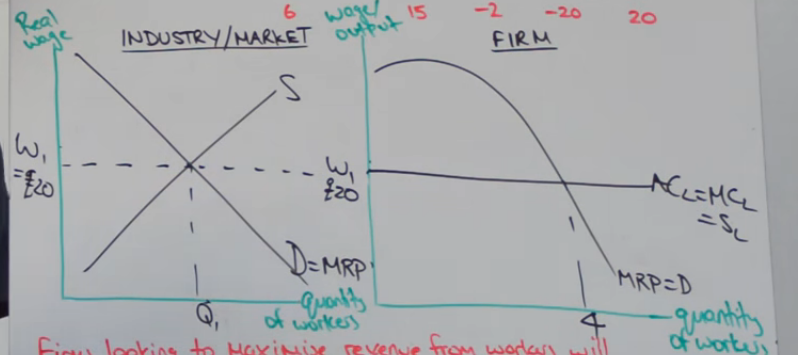 6 15 -2 -20 20
Real
wage
INDUSTRY/MARKET
wage/
output
FIRM
S
W₁
=£20
W₁
£20
ACL=MCL
=SL
D=MRP
MRP=D
Q₁
quantity
of workers
4
quantity
of workers
looking to maximise revenue from workers will